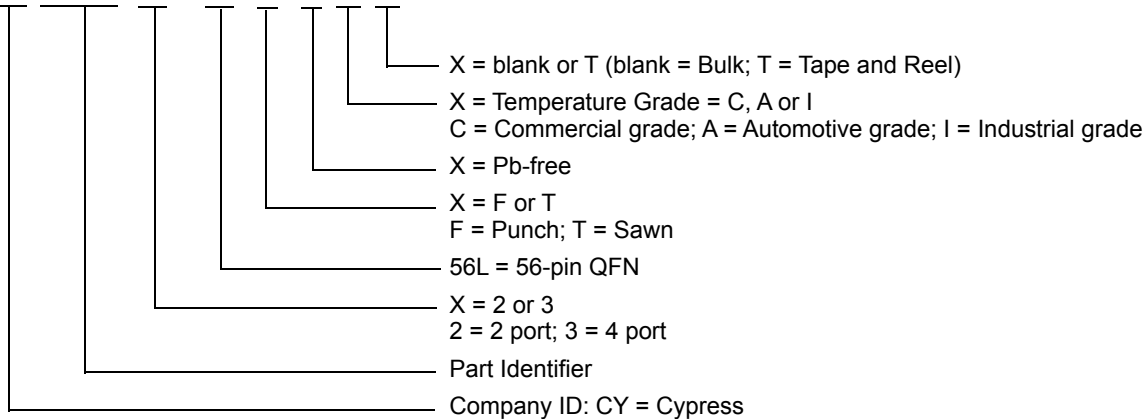 X = blank or T (blank = Bulk; T = Tape and Reel)
X = Temperature Grade = C, A or I
C = Commercial grade; A = Automotive grade; I = Industrial grade
X = Pb-free
X = F or T
F = Punch; T = Sawn
56L = 56-pin QFN
X = 2 or 3
2 = 2 port; 3 = 4 port
Part Identifier
Company ID: CY = Cypress